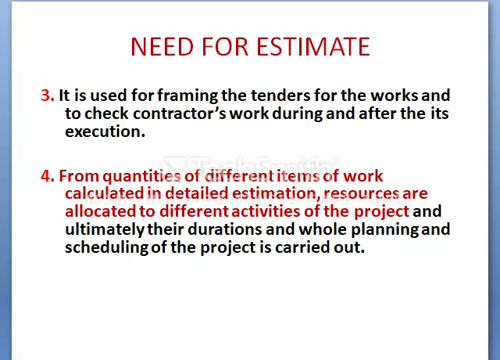 NEED FOR ESTIMATE
3. It is used for framing the tenders for the works and
to check contractor's work during and after the its
execution.
4. From quantities of different items of work
calculated in detailed estimation, resources are
allocated to different activities of the project and
ultimately their durations and whole planning and
scheduling of the project is carried out.
TechSmith